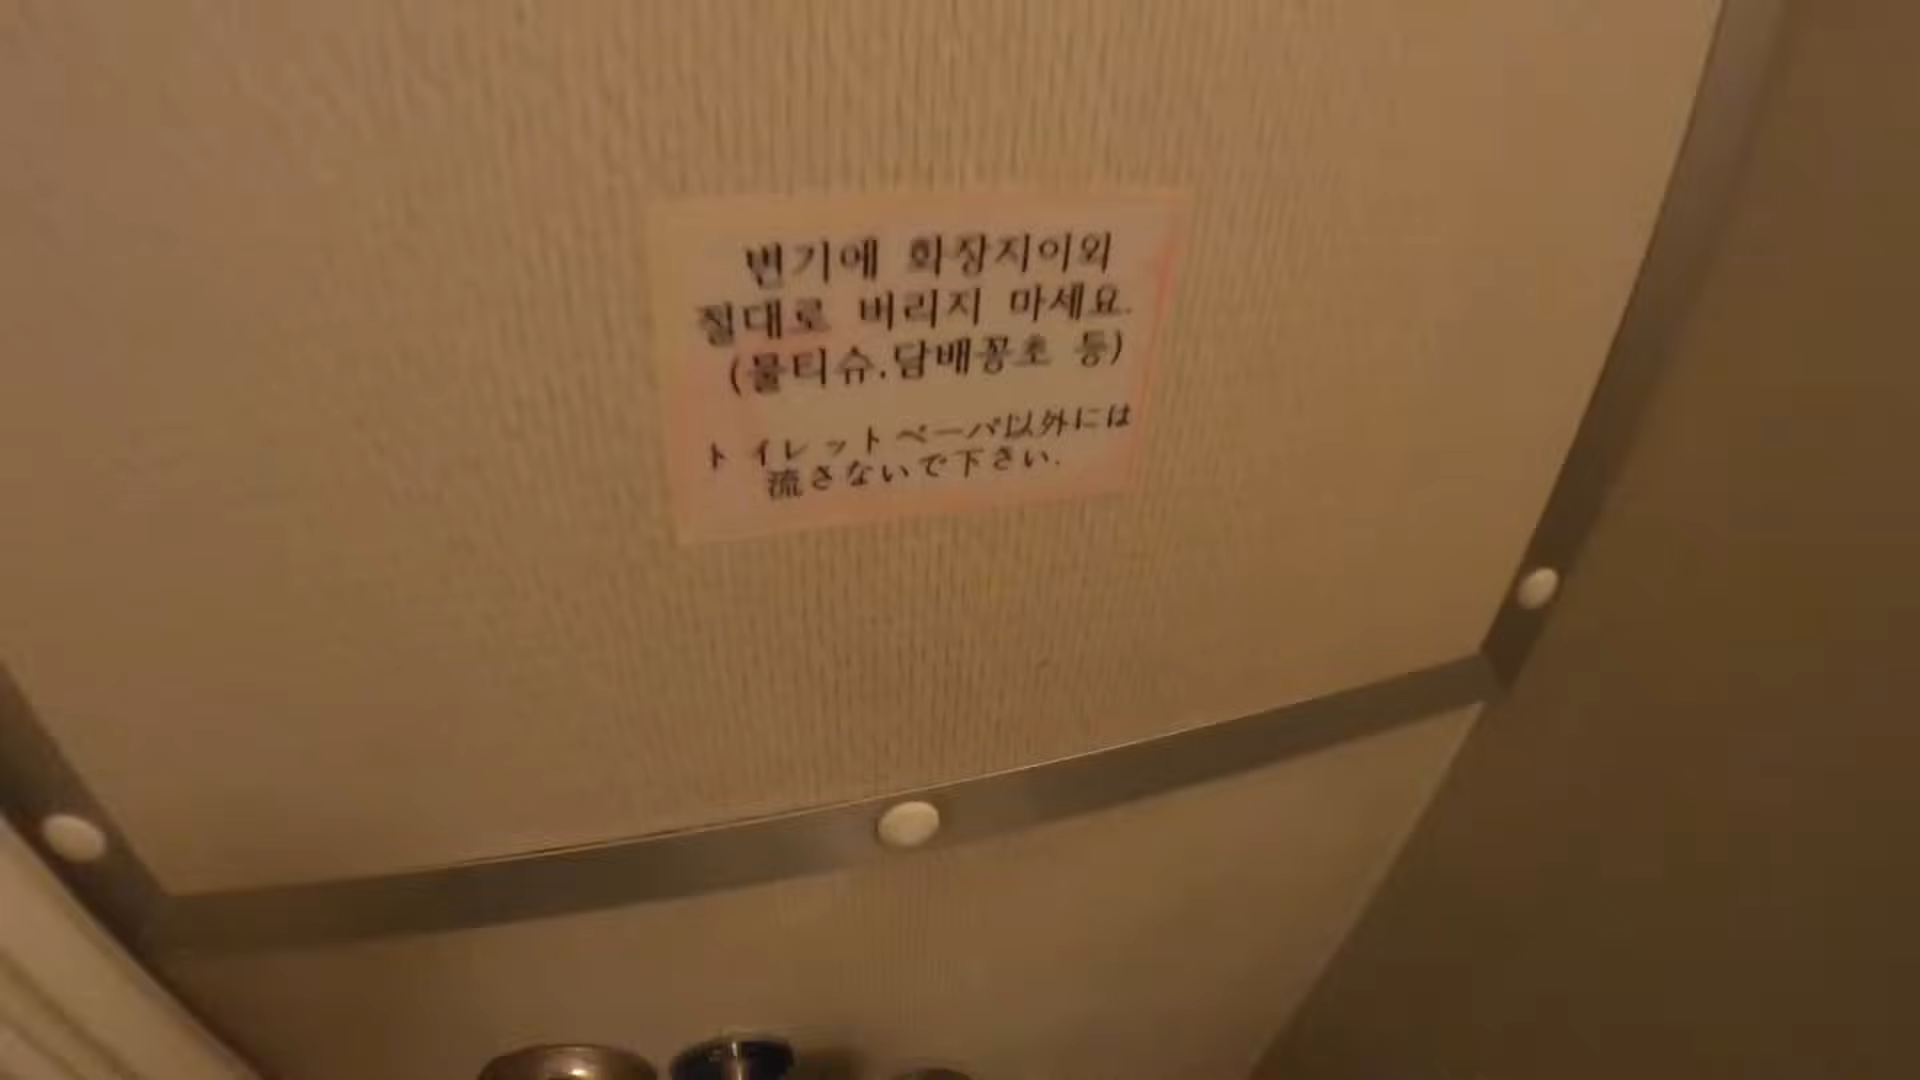 변기에 화장지이외
절대로 버리지 마세요.
(물티슈.담배꽁초 등)
トイレットペーパ以外には
流さないで下さい.